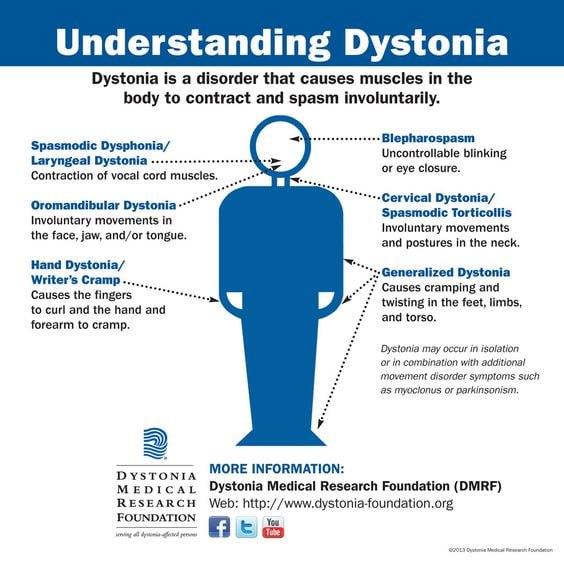 Understanding Dystonia
Dystonia is a disorder that causes muscles in the
body to contract and spasm involuntarily.
Spasmodic Dysphonia/
Laryngeal Dystonia
Contraction of vocal cord muscles.
Oromandibular Dystonia
Involuntary movements in
the face, jaw, and/or tongue.
Hand Dystonia/
Writer's Cramp
Causes the fingers
to curl and the hand and
forearm to cramp.
Blepharospasm
Uncontrollable blinking
or eye closure.
Cervical Dystonia/
Spasmodic Torticollis
Involuntary movements
and postures in the neck.
Generalized Dystonia
Causes cramping and
twisting in the feet, limbs,
and torso.
Dystonia may occur in isolation
or in combination with additional
movement disorder symptoms such
as myoclonus or parkinsonism.
DYSTONIA
MEDICAL
RESEARCH
FOUNDATION
serving all dystonia-affected persons
MORE INFORMATION:
Dystonia Medical Research Foundation (DMRF)
Web: http://www.dystonia-foundation.org
f
t
You
Tube
©2013 Dystonia Medical Research Foundation